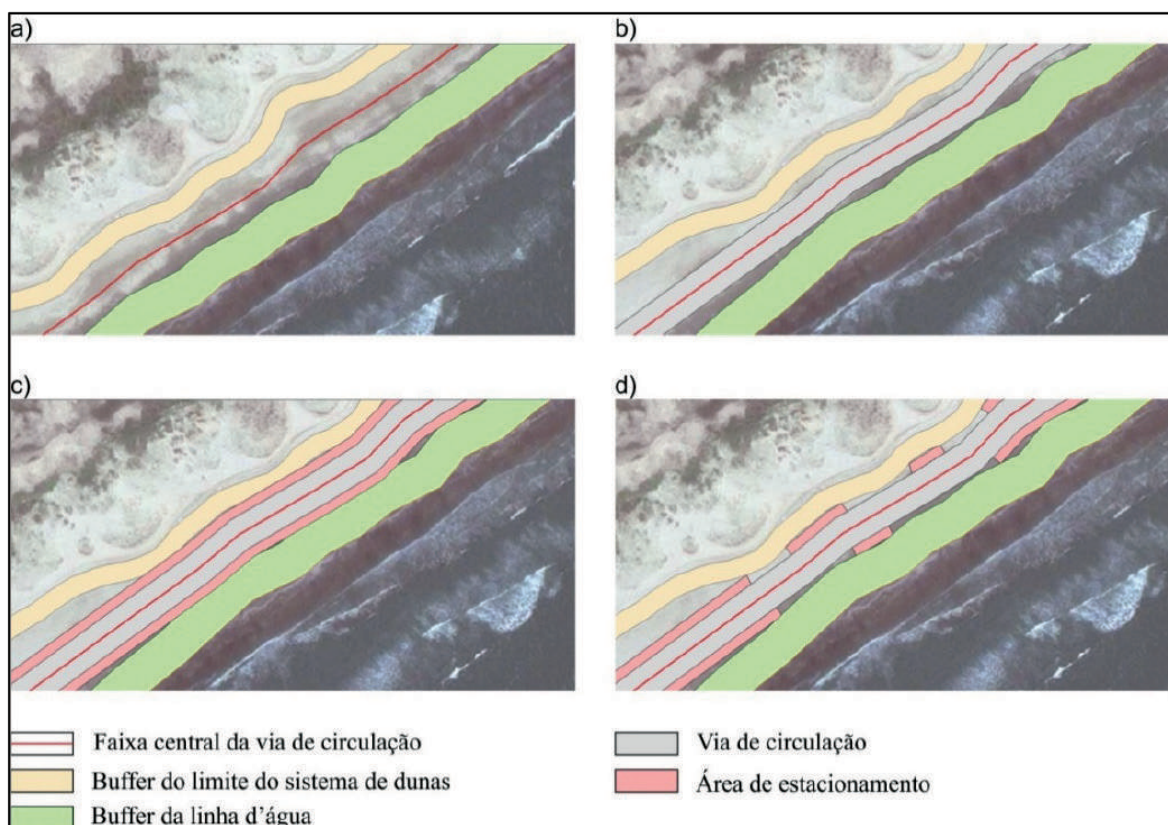 a)
b)
c)
d)
Faixa central da via de circulação
Buffer do limite do sistema de dunas
Buffer da linha d'água
Via de circulação
Área de estacionamento